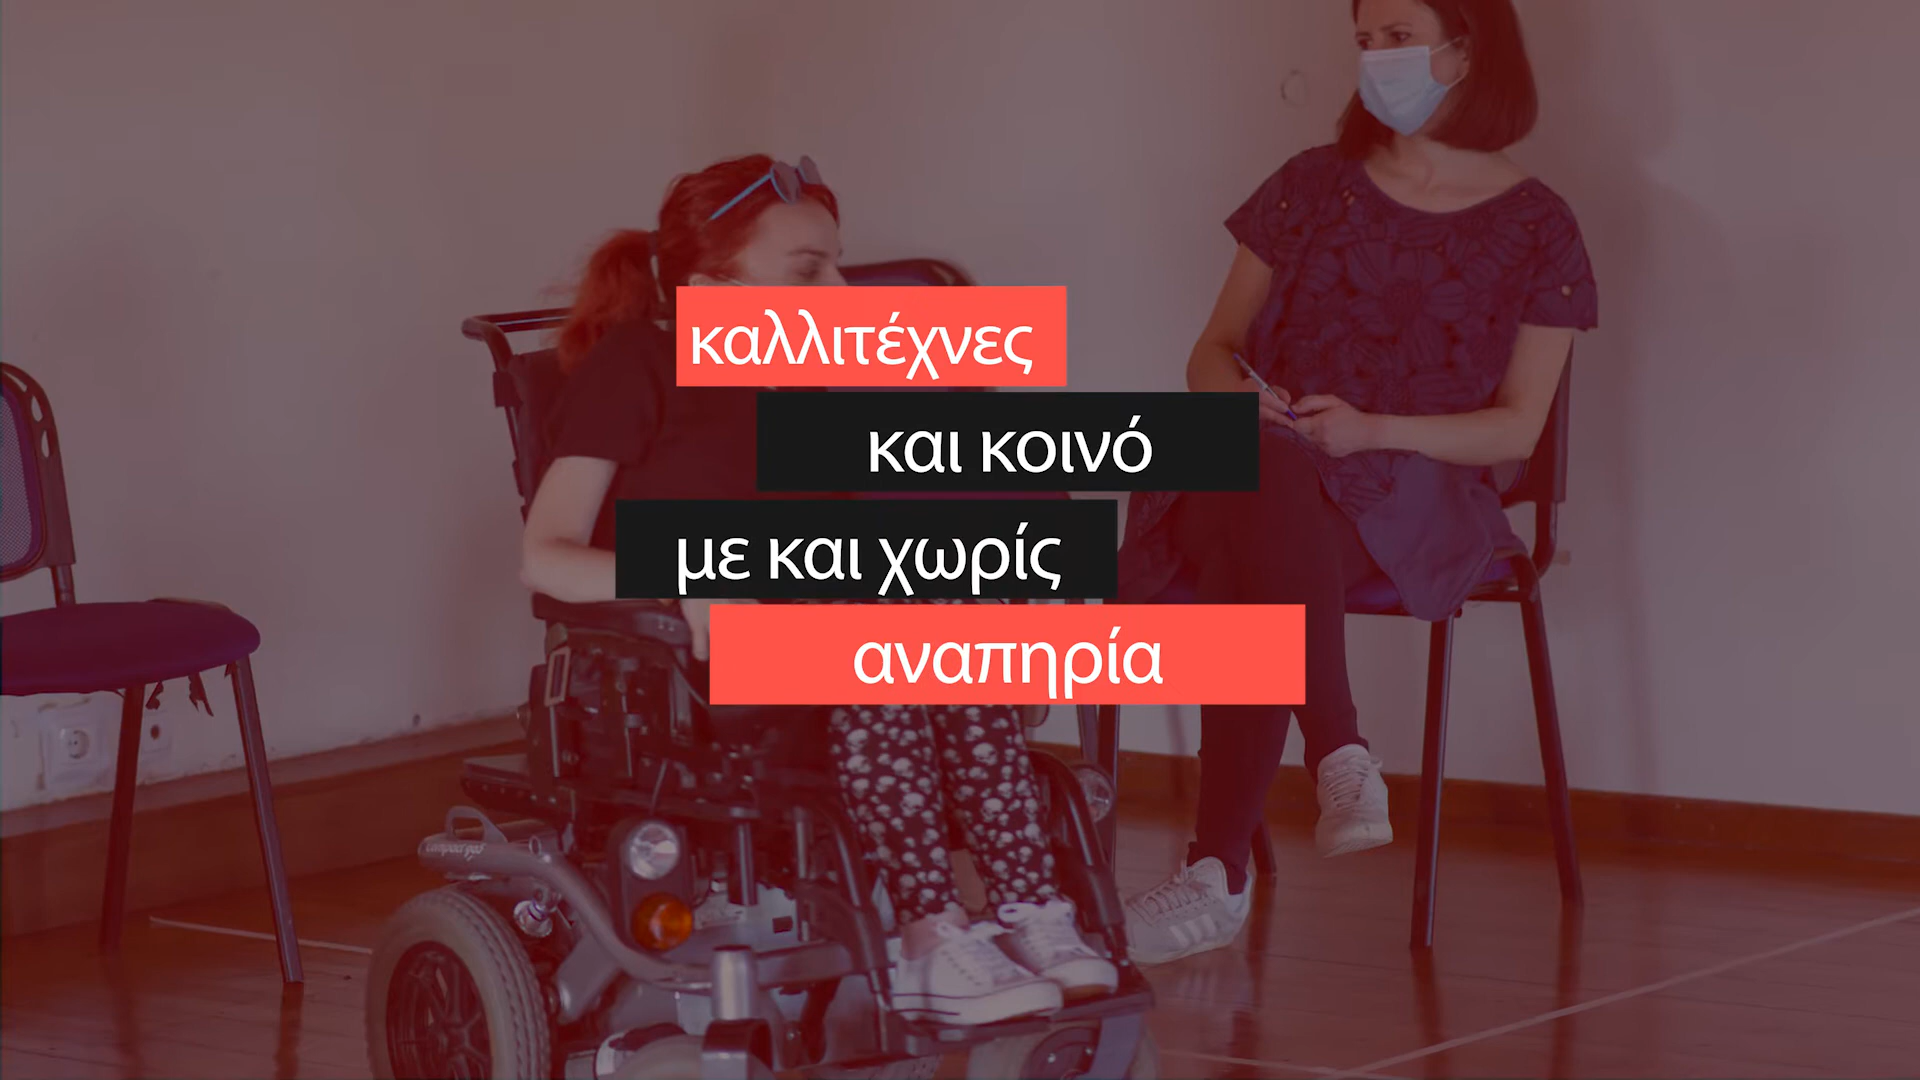 καλλιτέχνες
και κοινό
με και χωρίς
αναπηρία